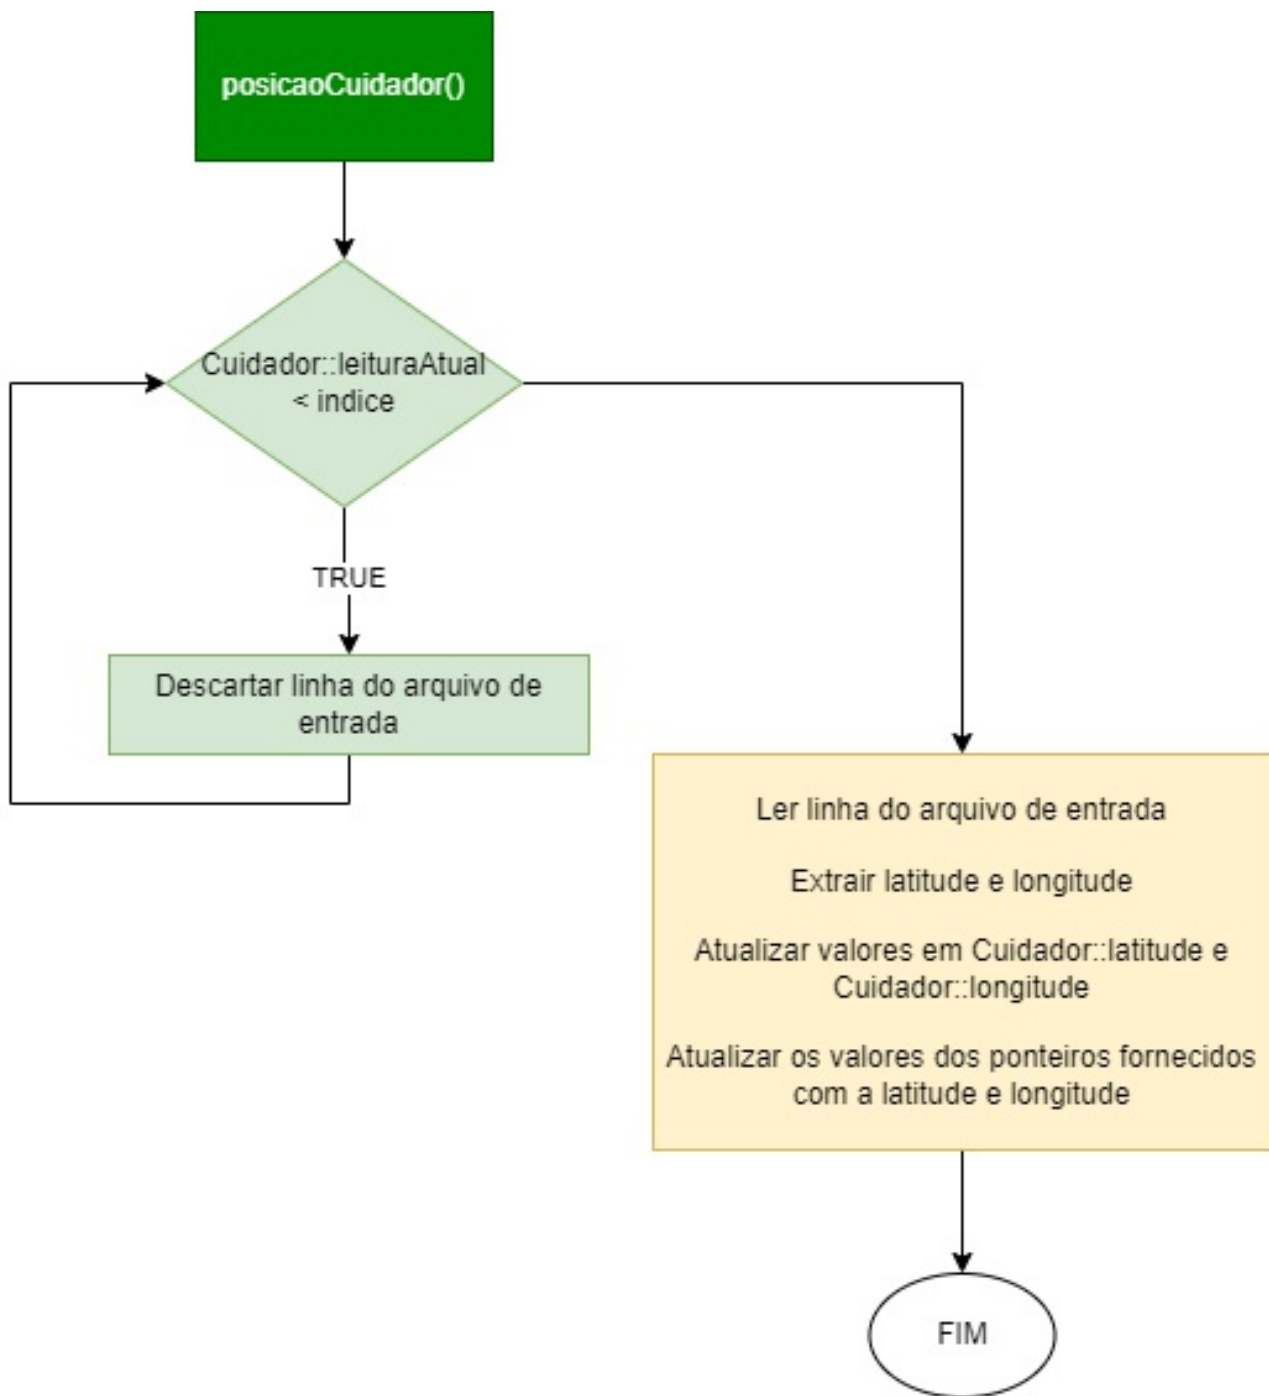 posicaoCuidador()
Cuidador::leituraAtual
< indice
TRUE
Descartar linha do arquivo de
entrada
Ler linha do arquivo de entrada
Extrair latitude e longitude
Atualizar valores em Cuidador::latitude e
Cuidador::longitude
Atualizar os valores dos ponteiros fornecidos
com a latitude e longitude
FIM